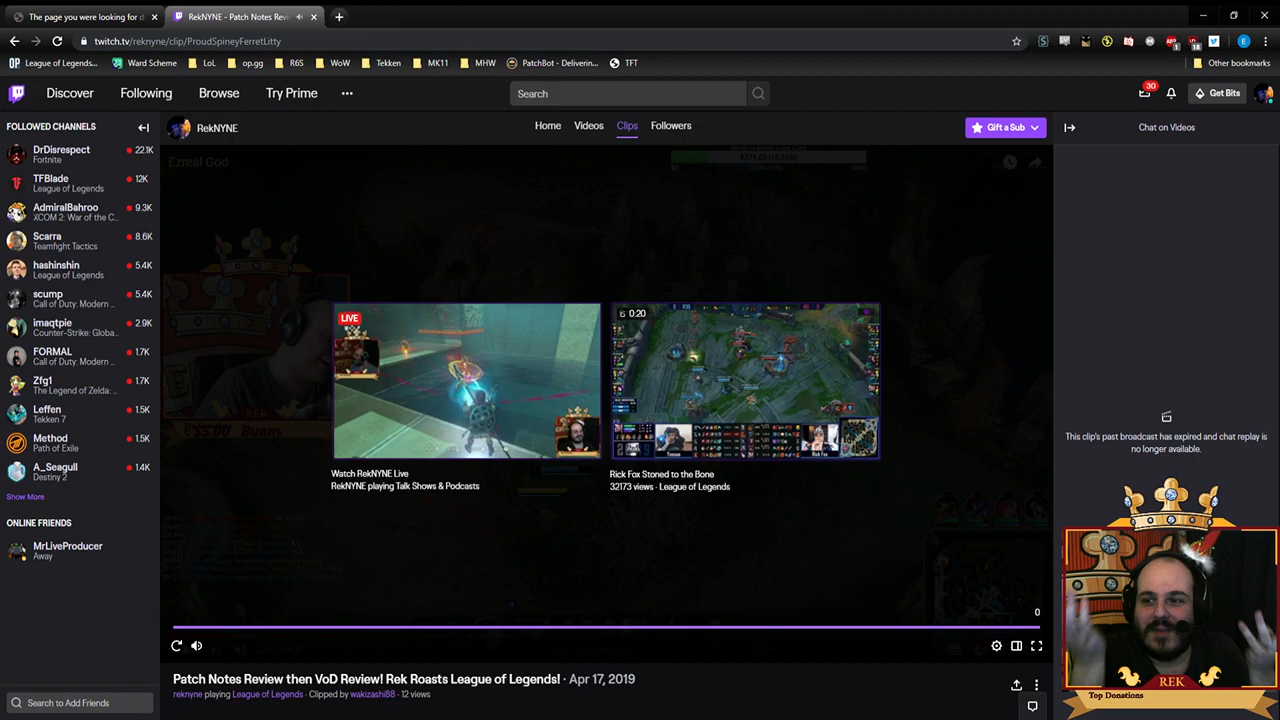 The page you were looking for d
RekNYNE - Patch Notes Revi
twitch.tv/reknyne/clip/ProudSpineyFerretLitty
League of Legends...
Ward Scheme
LoL
op.gg
R6S
WoW
Tekken
MK11
MHW
PatchBot - Deliverin...
TFT
Other bookmarks
Discover
Following
Browse
Try Prime
Search
30
Get Bits
FOLLOWED CHANNELS
RekNYNE
Home
Videos
Clips
Followers
Gift a Sub
Chat on Videos
DrDisrespect
22.1K
Fortnite
TFBlade
12K
League of Legends
AdmiralBahroo
9.3K
XCOM 2: War of the C...
Scarra
8.6K
Teamfight Tactics
hashinshin
5.4K
League of Legends
scump
5.4K
Call of Duty: Modern ...
imaqtpie
2.9K
Counter-Strike: Globa...
FORMAL
1.7K
Call of Duty: Modern ...
Zfg1
1.7K
The Legend of Zelda: ...
Leffen
1.5K
Tekken 7
Method
1.5K
Path of Exile
A_Seagull
1.4K
Destiny 2
Show More
ONLINE FRIENDS
MrLiveProducer
Away
Search to Add Friends
Ezreal God
LIVE
0:20
Watch RekNYNE Live
RekNYNE playing Talk Shows & Podcasts
Rick Fox Stoned to the Bone
32173 views · League of Legends
This clip's past broadcast has expired and chat replay is
no longer available.
0
Patch Notes Review then VoD Review! Rek Roasts League of Legends! · Apr 17, 2019
reknyne playing League of Legends · Clipped by wakizashi88 · 12 views
REK
Top Donations